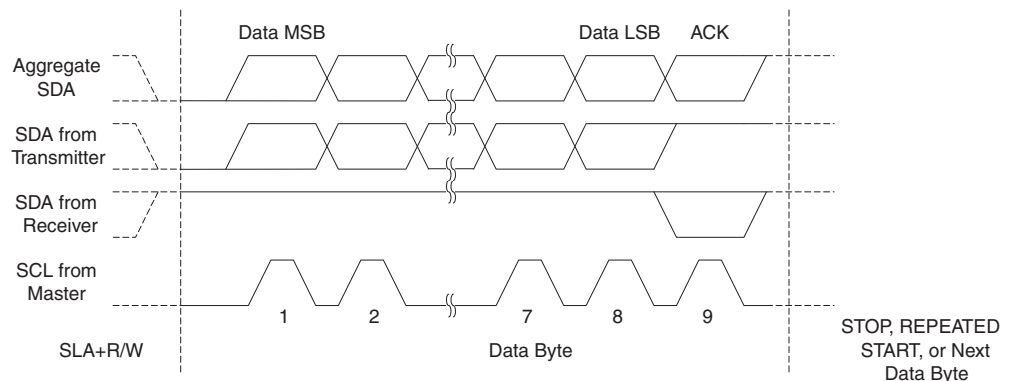 Data MSB
Data LSB
ACK
Aggregate
SDA
SDA from
Transmitter
SDA from
Receiver
SCL from
Master
1
2
7
8
9
SLA+R/W
Data Byte
STOP, REPEATED
START, or Next
Data Byte